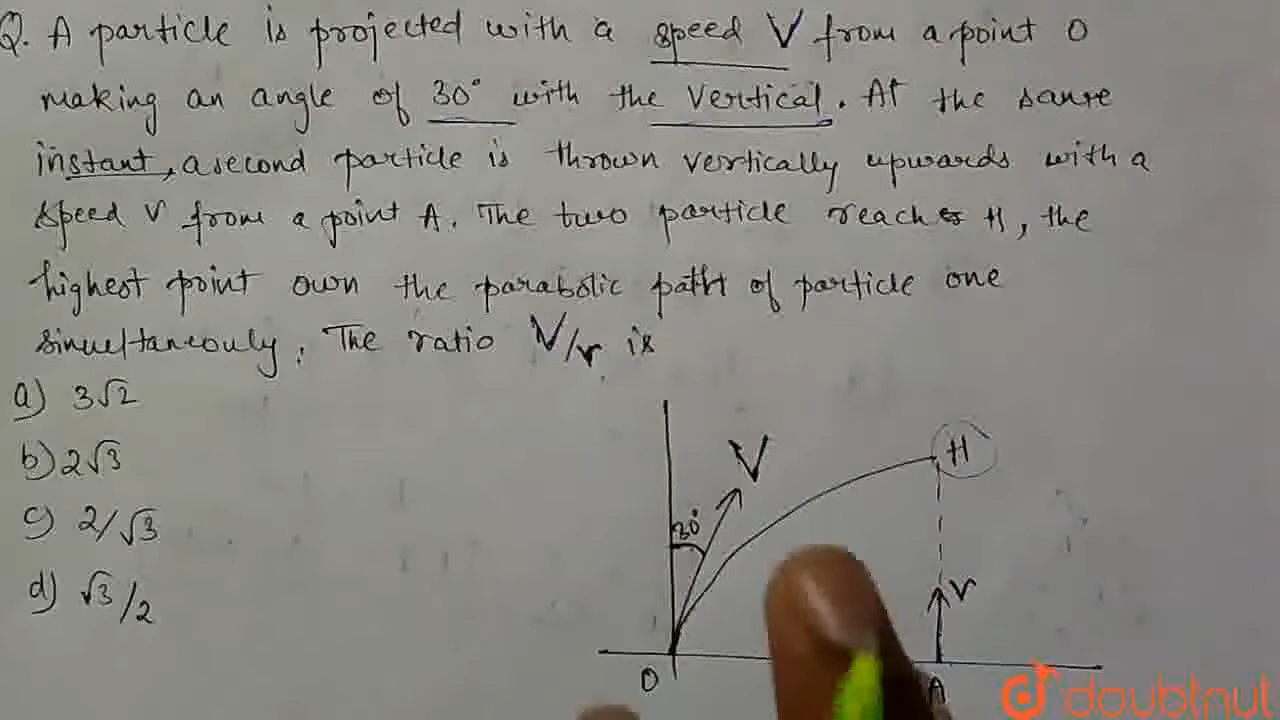 Q. A particle is projected with a speed V from a point O
making an angle of 30° with the vertical. At the same
instant, a second particle is thrown vertically upwards with a
speed v from a point A. The two particle reaches H, the
highest point own the parabolic path of particle one
simultaneouly. The ratio V/v is
a) 3√2
b) 2√3
c) 2/√3
d) √3/2
V
H
30°
v
O
A
doubtnut